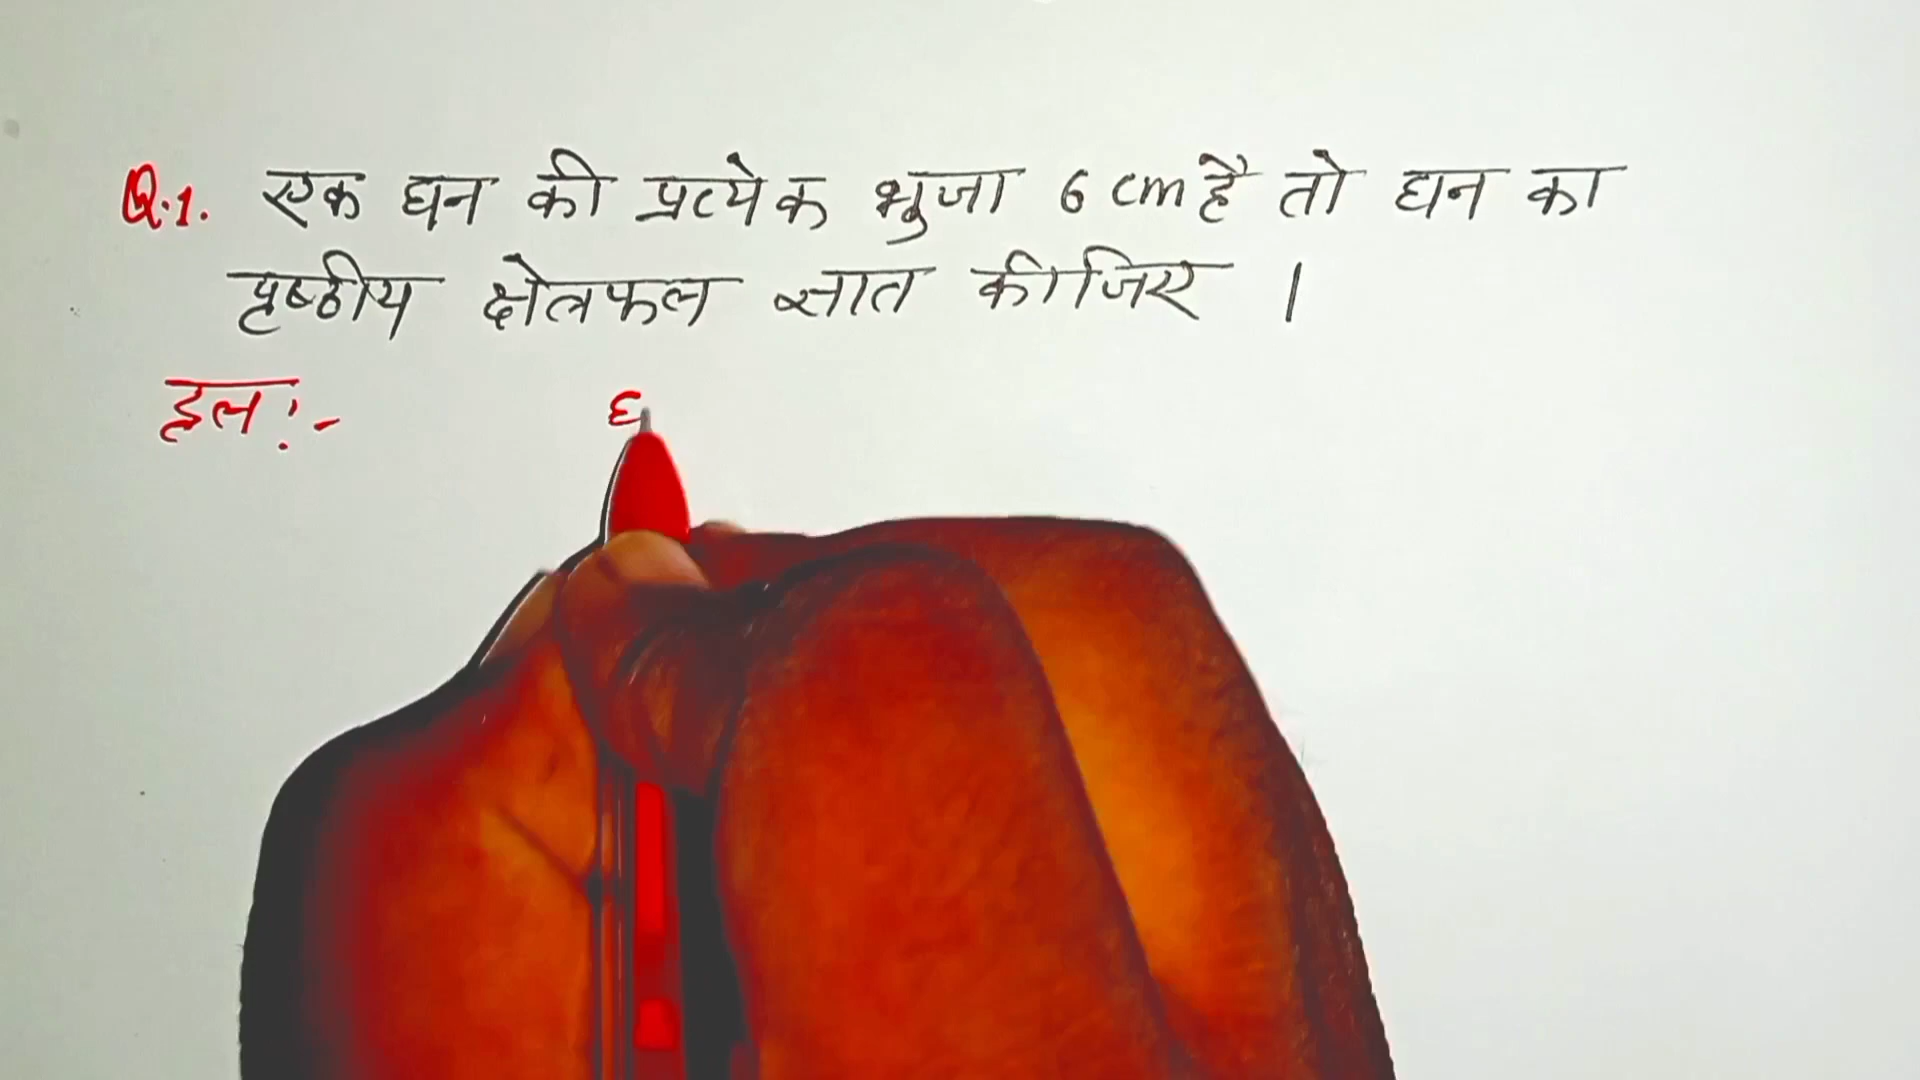 Q.1. एक घन की प्रत्येक भुजा 6 cm है तो घन का
पृष्ठीय क्षेत्रफल ज्ञात कीजिए ।
हल:-